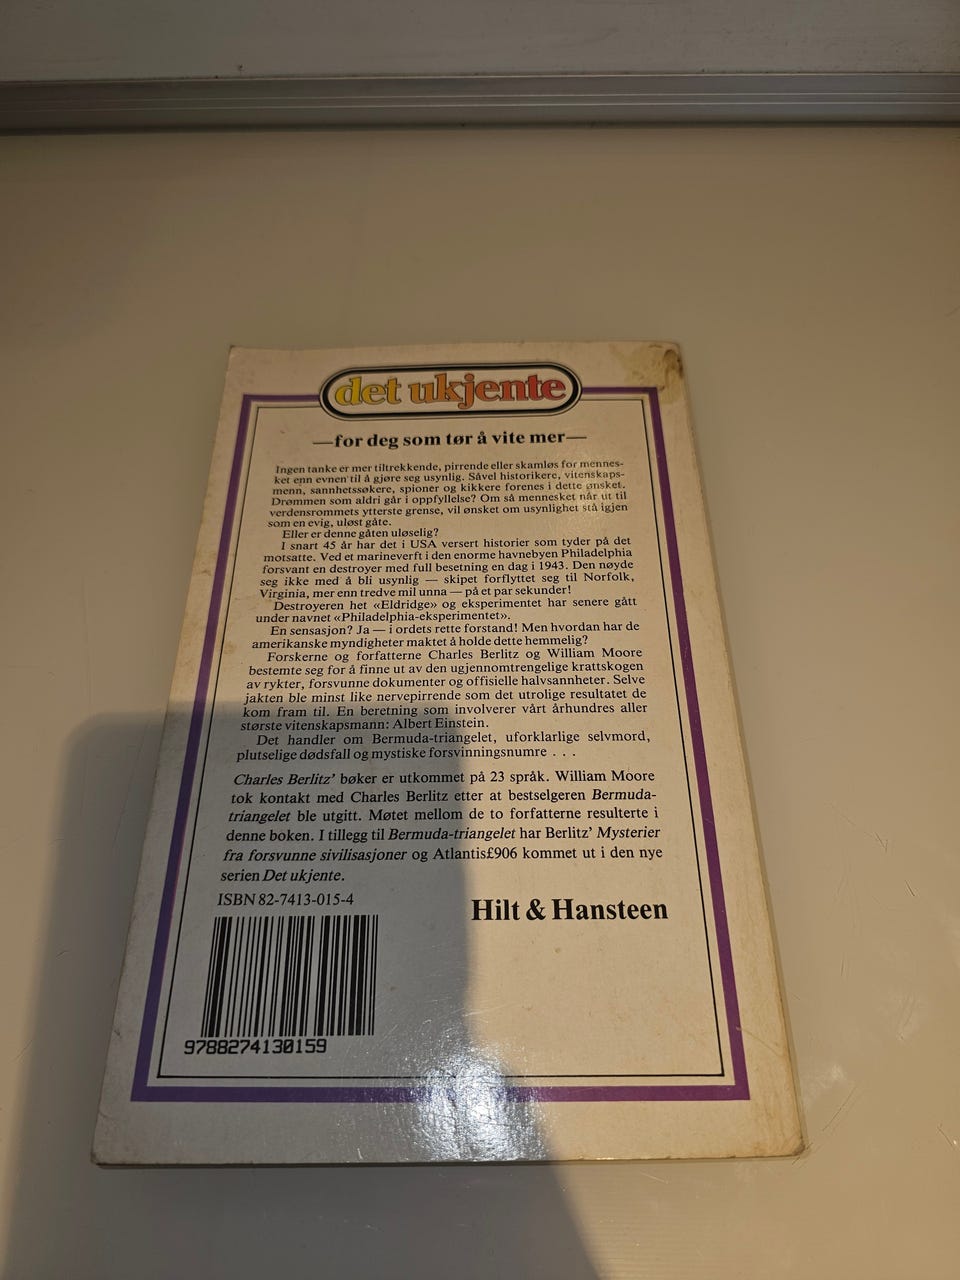 det ukjente
—for deg som tør å vite mer—
Ingen tanke er mer tiltrekkende, pirrende eller skamløs for mennes-
ket enn evnen til å gjøre seg usynlig. Såvel historikere, vitenskaps-
menn, sannhetssøkere, spioner og kikkere forenes i dette ønsket.
Drømmen som aldri går i oppfyllelse? Om så mennesket når ut til
verdensrommets ytterste grense, vil ønsket om usynlighet stå igjen
som en evig, uløst gåte.
Eller er denne gåten uløselig?
I snart 45 år har det i USA versert historier som tyder på det
motsatte. Ved et marineverft i den enorme havnebyen Philadelphia
forsvant en destroyer med full besetning en dag i 1943. Den nøyde
seg ikke med å bli usynlig — skipet forflyttet seg til Norfolk,
Virginia, mer enn tredve mil unna — på et par sekunder!
Destroyeren het «Eldridge» og eksperimentet har senere gått
under navnet «Philadelphia-eksperimentet».
En sensasjon? Ja — i ordets rette forstand! Men hvordan har de
amerikanske myndigheter maktet å holde dette hemmelig?
Forskerne og forfatterne Charles Berlitz og William Moore
bestemte seg for å finne ut av den ugjennomtrengelige krattskogen
av rykter, forsvunne dokumenter og offisielle halvsannheter. Selve
jakten ble minst like nervepirrende som det utrolige resultatet de
kom fram til. En beretning som involverer vårt århundres aller
største vitenskapsmann: Albert Einstein.
Det handler om Bermuda-triangelet, uforklarlige selvmord,
plutselige dødsfall og mystiske forsvinningsnumre . . .
Charles Berlitz’ bøker er utkommet på 23 språk. William Moore
tok kontakt med Charles Berlitz etter at bestselgeren Bermuda-
triangelet ble utgitt. Møtet mellom de to forfatterne resulterte i
denne boken. I tillegg til Bermuda-triangelet har Berlitz’ Mysterier
fra forsvunne sivilisasjoner og Atlantis£906 kommet ut i den nye
serien Det ukjente.
ISBN 82-7413-015-4
Hilt & Hansteen
9788274130159